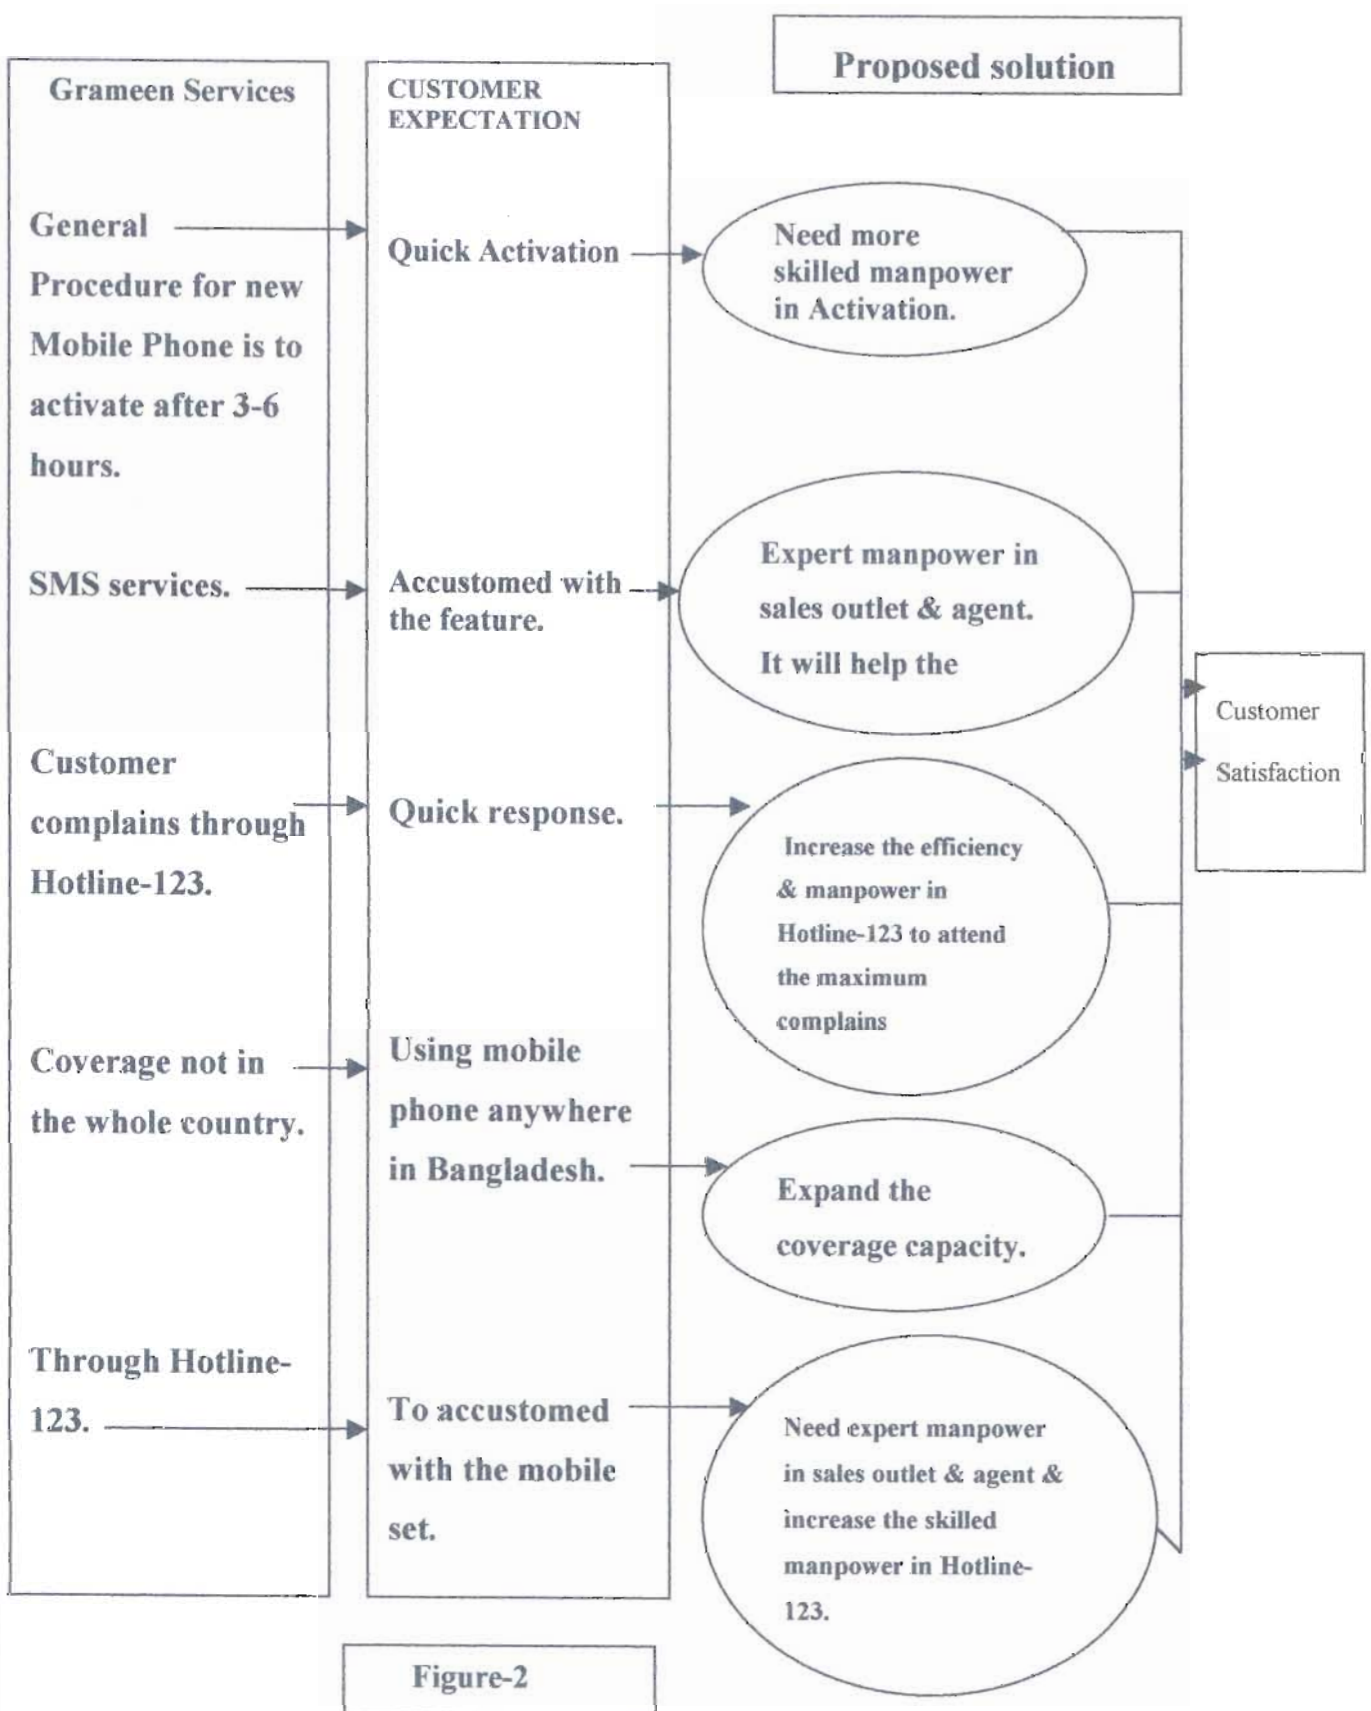 Proposed solution
Grameen Services
General
Procedure for new
Mobile Phone is to
activate after 3-6
hours.
SMS services.
Customer
complains through
Hotline-123.
Coverage not in
the whole country.
Through Hotline-
123.
CUSTOMER
EXPECTATION
Quick Activation
Accustomed with
the feature.
Quick response.
Using mobile
phone anywhere
in Bangladesh.
To accustomed
with the mobile
set.
Need more
skilled manpower
in Activation.
Expert manpower in
sales outlet & agent.
It will help the
Increase the efficiency
& manpower in
Hotline-123 to attend
the maximum
complains
Expand the
coverage capacity.
Need expert manpower
in sales outlet & agent &
increase the skilled
manpower in Hotline-
123.
Customer
Satisfaction
Figure-2